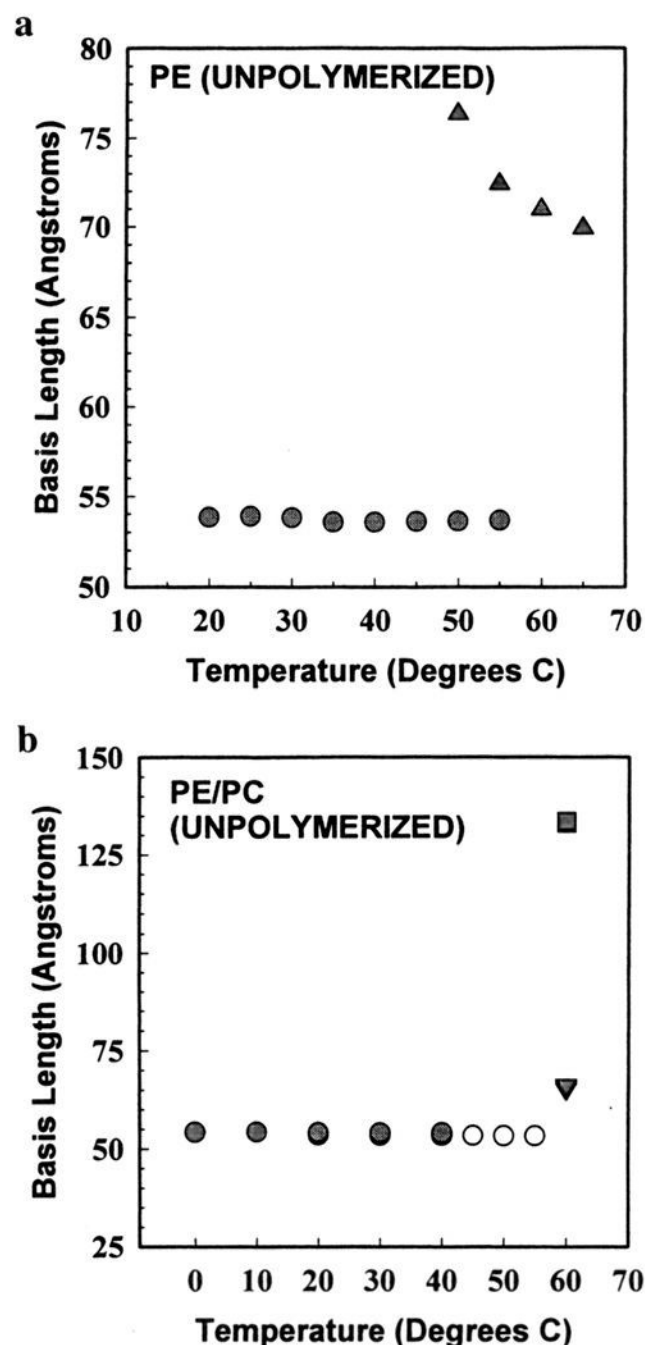 a
80
PE (UNPOLYMERIZED)
75
70
65
60
55
50
Basis Length (Angstroms)
10 20 30 40 50 60 70
Temperature (Degrees C)
b
150
PE/PC
(UNPOLYMERIZED)
125
100
75
50
25
Basis Length (Angstroms)
0 10 20 30 40 50 60 70
Temperature (Degrees C)